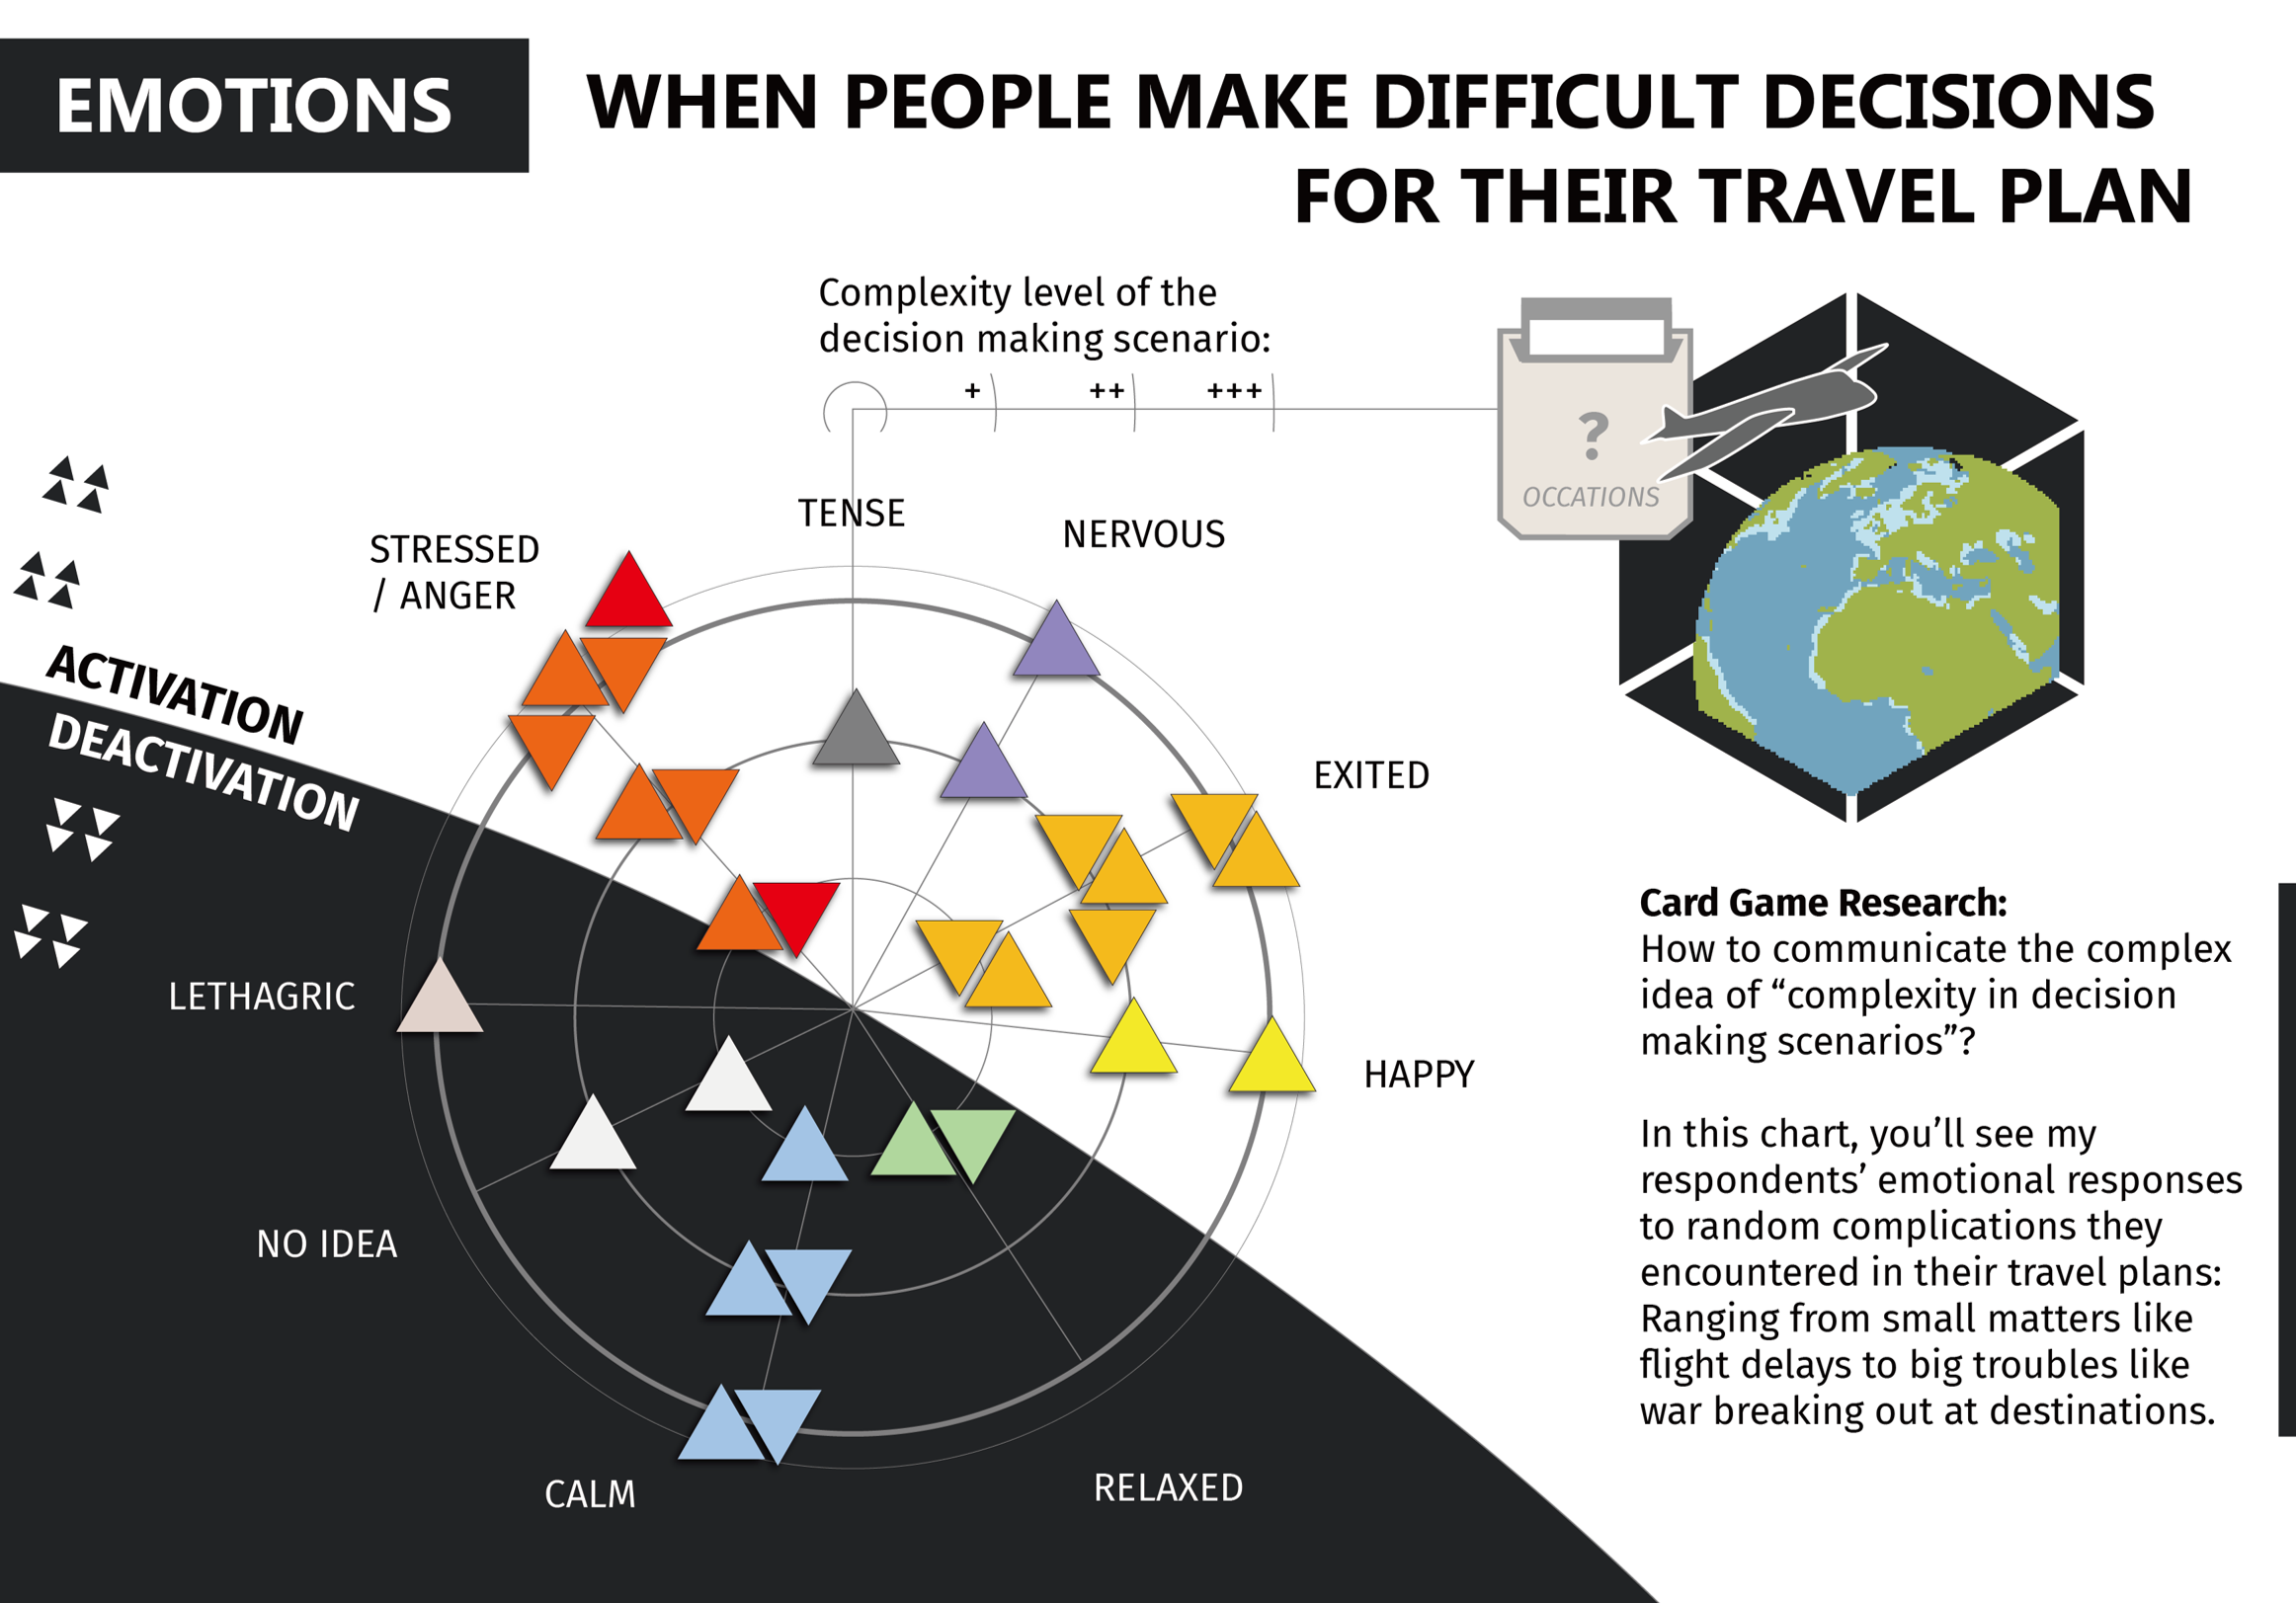 EMOTIONS
WHEN PEOPLE MAKE DIFFICULT DECISIONS
FOR THEIR TRAVEL PLAN
Complexity level of the
decision making scenario:
+
++
+++
?
OCCATIONS
TENSE
NERVOUS
STRESSED
/ ANGER
ACTIVATION
DEACTIVATION
EXITED
LETHAGRIC
HAPPY
NO IDEA
CALM
RELAXED
Card Game Research:
How to communicate the complex
idea of “complexity in decision
making scenarios”?
In this chart, you’ll see my
respondents’ emotional responses
to random complications they
encountered in their travel plans:
Ranging from small matters like
flight delays to big troubles like
war breaking out at destinations.